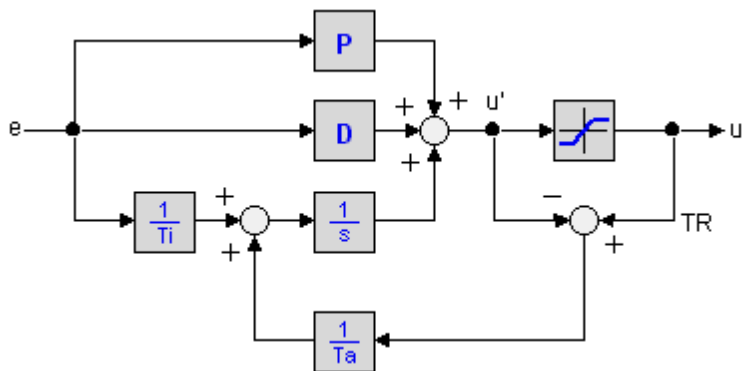 P
+ + u'
e D u
+
+ − 
1/Ti + 1/s TR
+
1/Ta